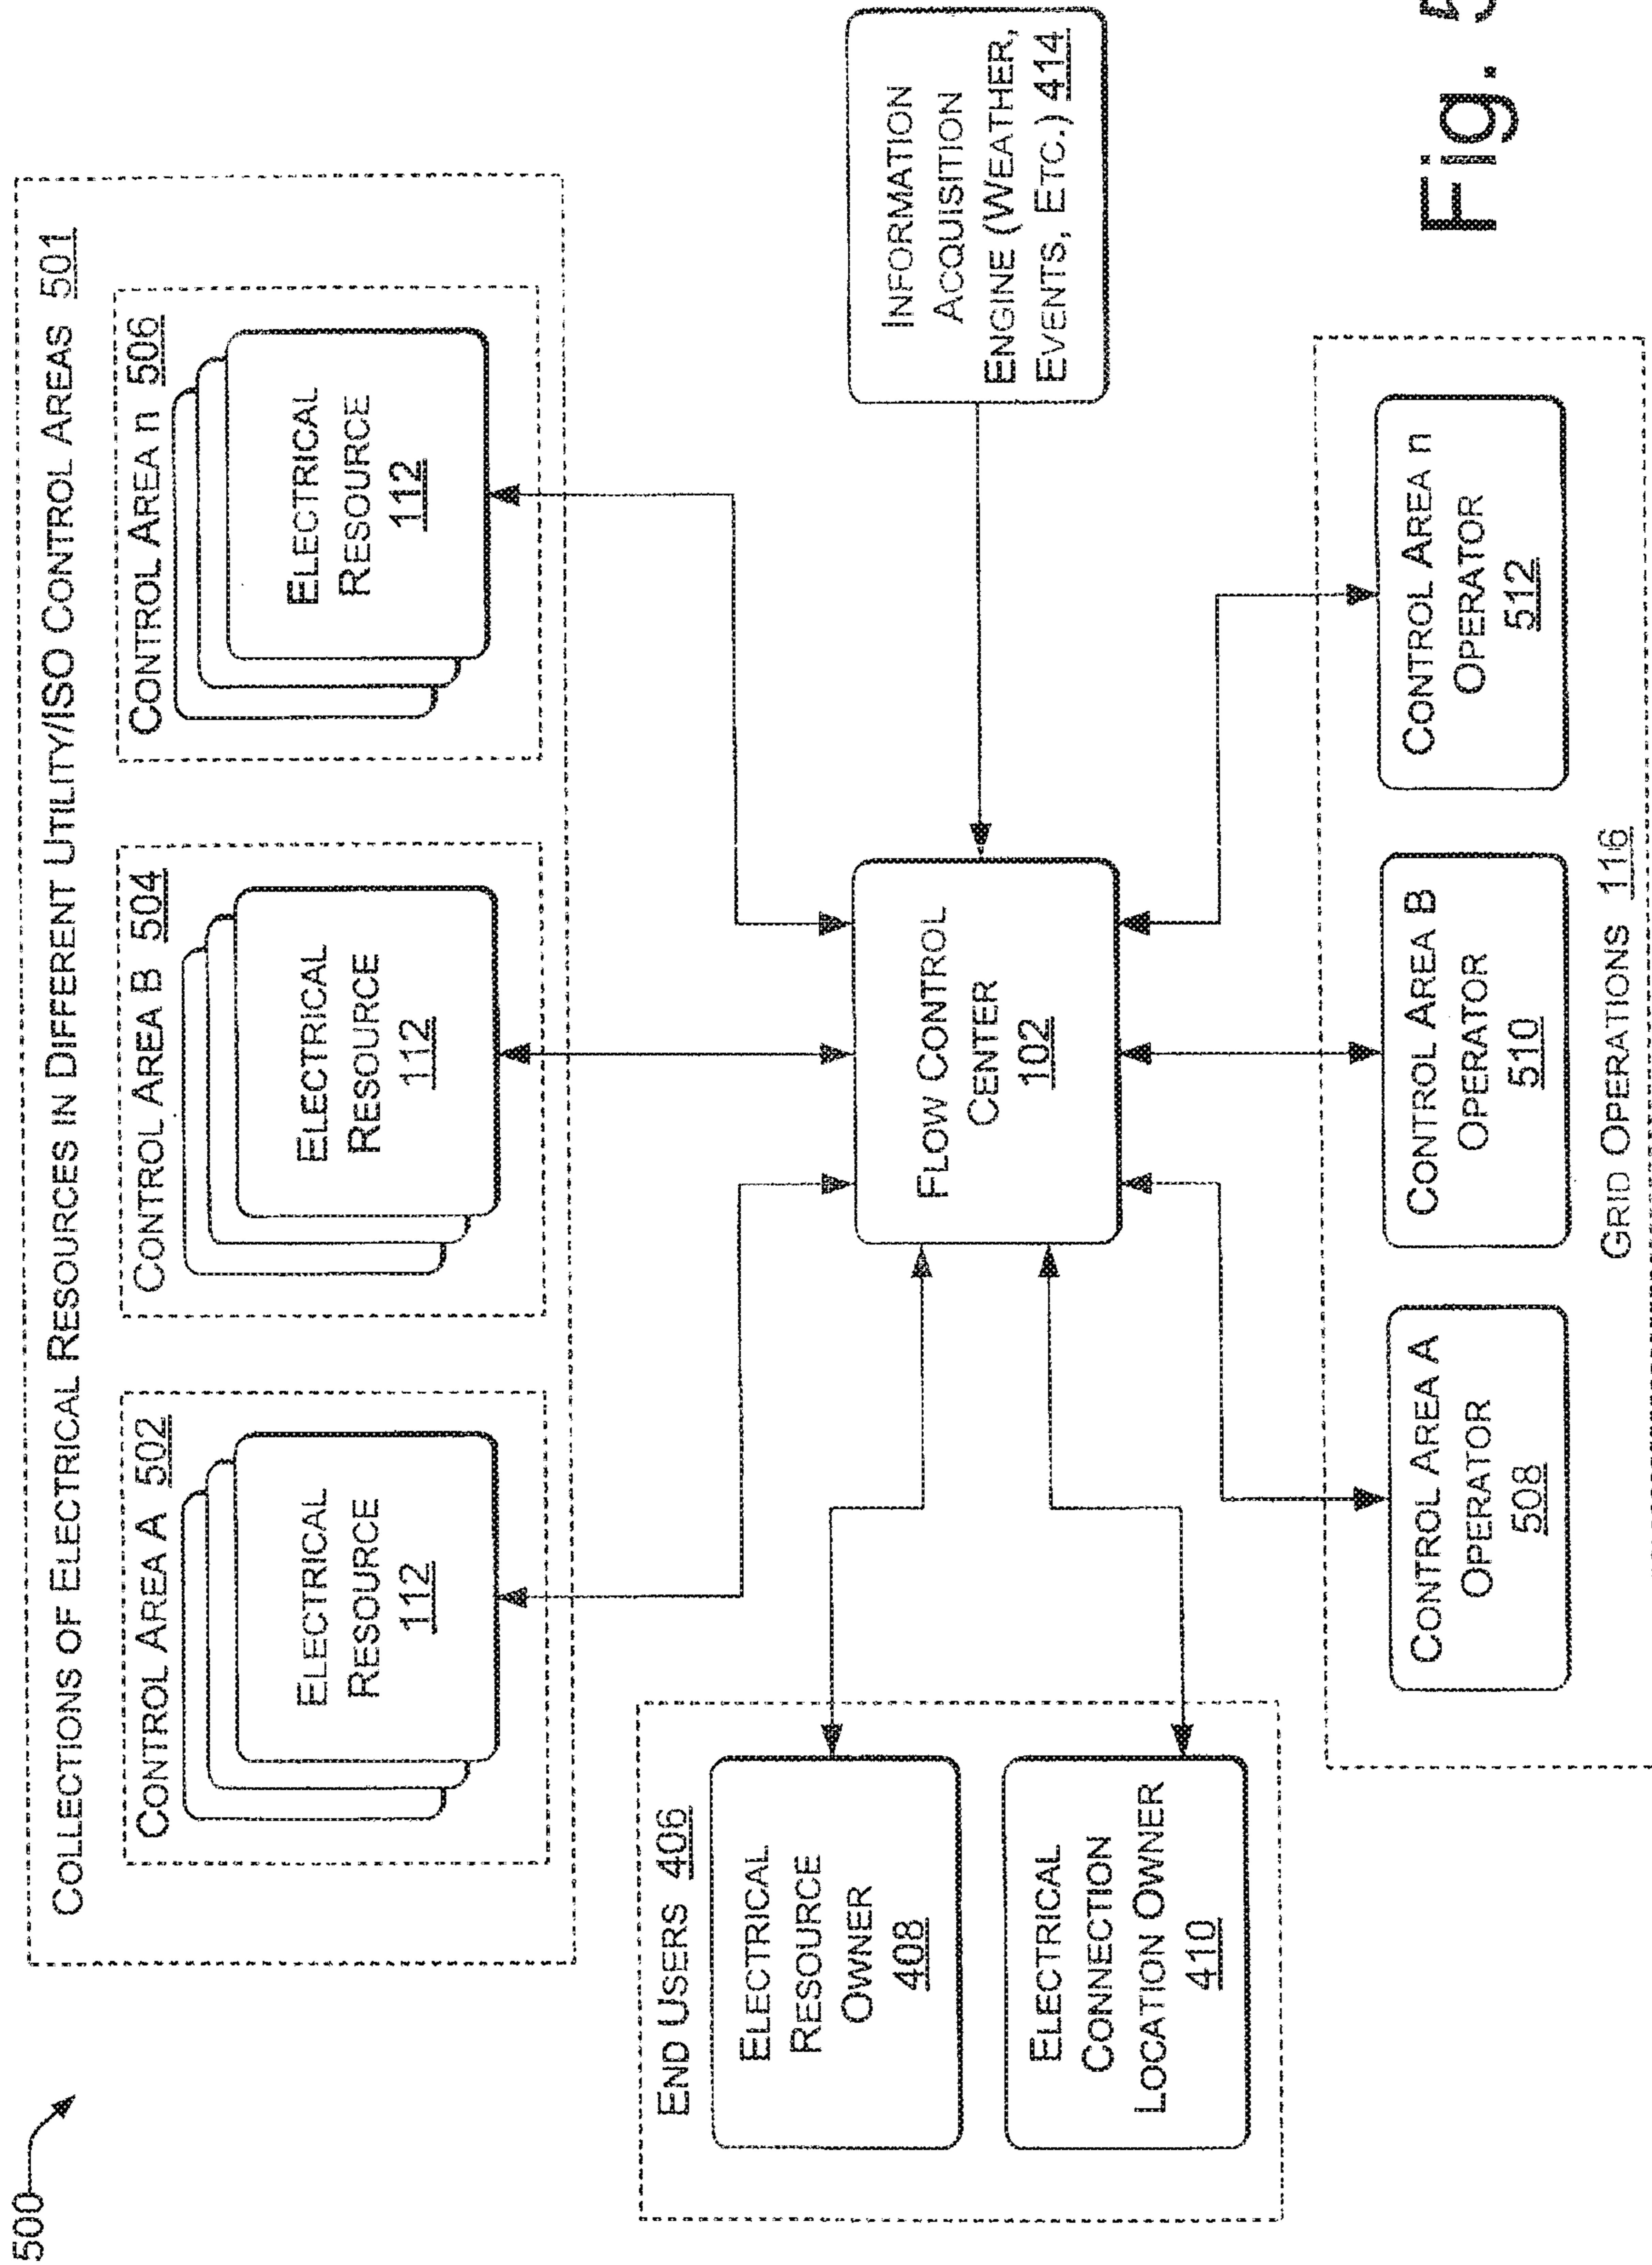 500
COLLECTIONS OF ELECTRICAL RESOURCES IN DIFFERENT UTILITY/ISO CONTROL AREAS 501
CONTROL AREA A 502
ELECTRICAL
RESOURCE
112
CONTROL AREA B 504
ELECTRICAL
RESOURCE
112
CONTROL AREA n 506
ELECTRICAL
RESOURCE
112
END USERS 406
ELECTRICAL
RESOURCE
OWNER
408
ELECTRICAL
CONNECTION
LOCATION OWNER
410
FLOW CONTROL
CENTER
102
INFORMATION
ACQUISITION
ENGINE (WEATHER,
EVENTS, ETC.) 414
CONTROL AREA A
OPERATOR
508
CONTROL AREA B
OPERATOR
510
CONTROL AREA n
OPERATOR
512
GRID OPERATIONS 116
Fig. 5